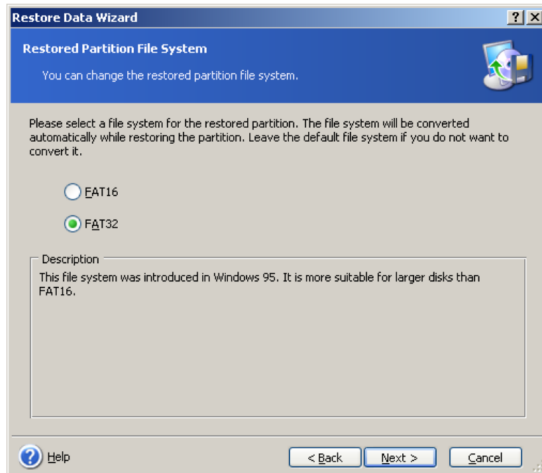 Restore Data Wizard
Restored Partition File System
You can change the restored partition file system.
Please select a file system for the restored partition. The file system will be converted
automatically while restoring the partition. Leave the default file system if you do not want to
convert it.
FAT16
FAT32
Description
This file system was introduced in Windows 95. It is more suitable for larger disks than
FAT16.
Help
< Back
Next >
Cancel